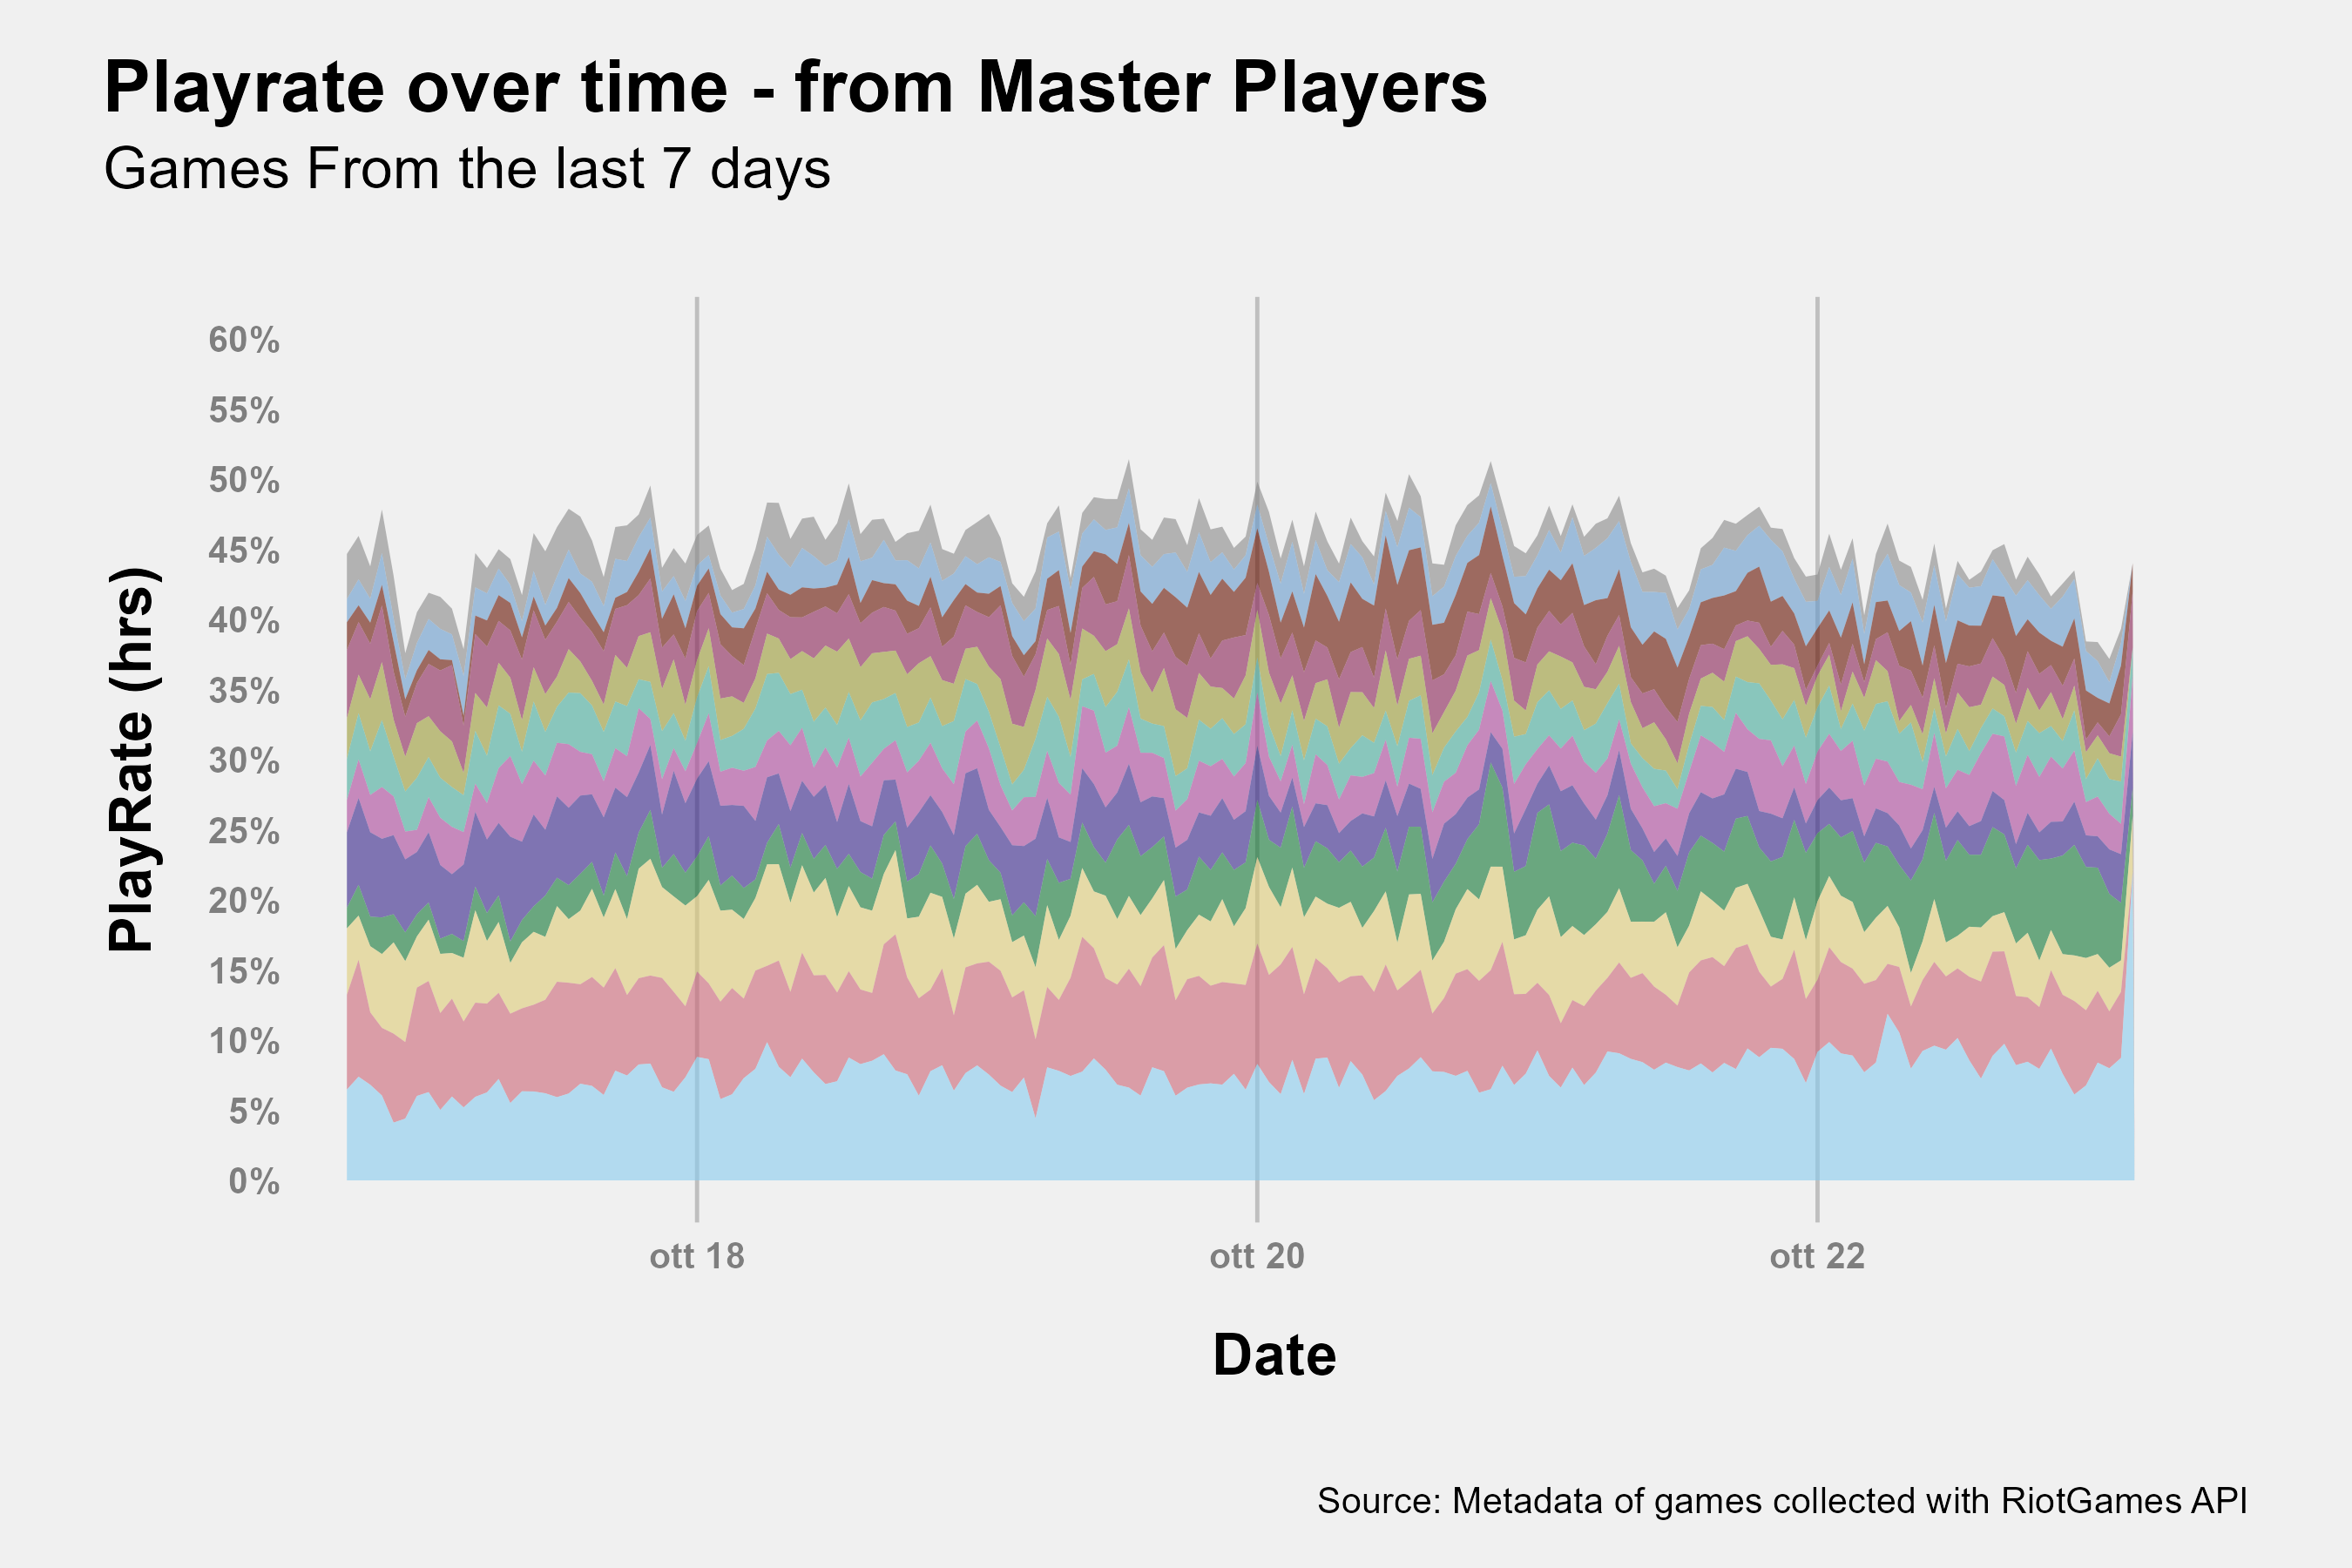 Playrate over time - from Master Players
Games From the last 7 days
PlayRate (hrs)
60%
55%
50%
45%
40%
35%
30%
25%
20%
15%
10%
5%
0%
ott 18
ott 20
ott 22
Date
Source: Metadata of games collected with RiotGames API